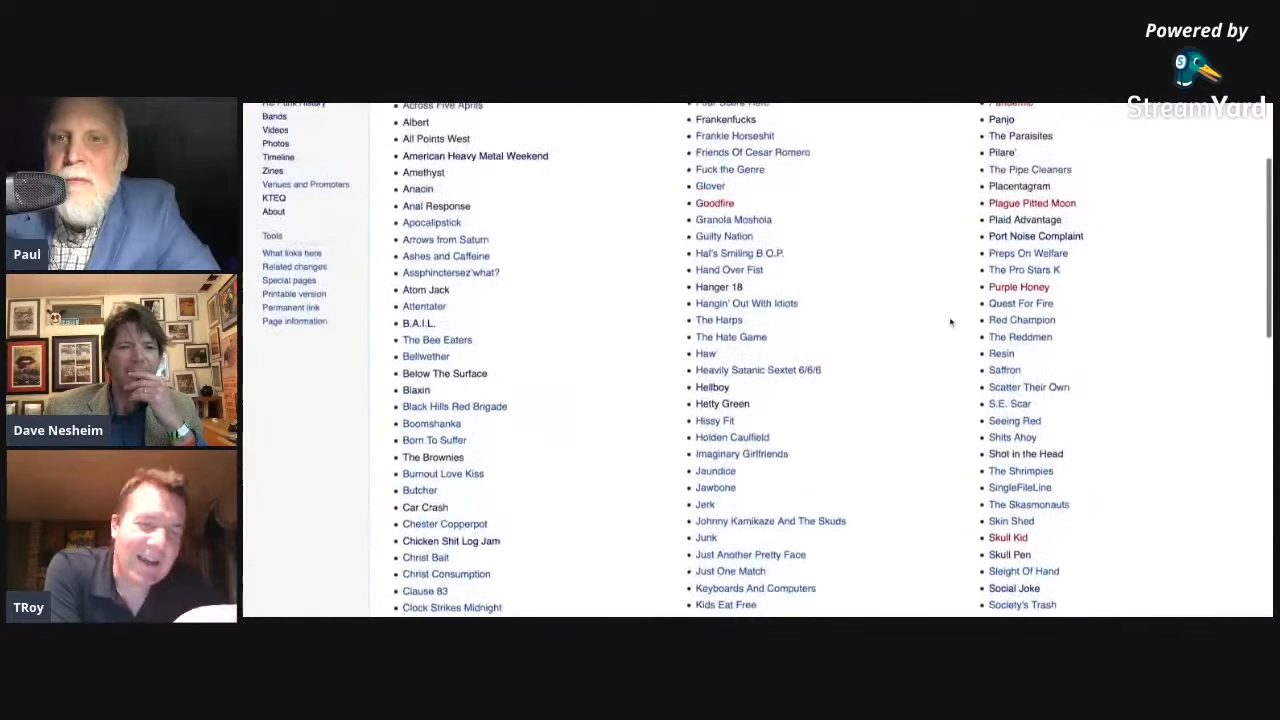 Powered by
StreamYard
Paul
Dave Nesheim
TRoy
Bands
Videos
Photos
Timeline
Zines
Venues and Promoters
KTEQ
About
Tools
What links here
Related changes
Special pages
Printable version
Permanent link
Page information
Across Five Aprils
Albert
All Points West
American Heavy Metal Weekend
Amethyst
Anacin
Anal Response
Apocalipstick
Arrows from Saturn
Ashes and Caffeine
Assphinctersez'what?
Atom Jack
Attentater
B.A.I.L.
The Bee Eaters
Bellwether
Below The Surface
Biaxin
Black Hills Red Brigade
Boomshanka
Born To Suffer
The Brownies
Burnout Love Kiss
Butcher
Car Crash
Chester Copperpot
Chicken Shit Log Jam
Christ Bait
Christ Consumption
Clause 83
Clock Strikes Midnight
Frankenfucks
Frankie Horseshit
Friends Of Cesar Romero
Fuck the Genre
Glover
Goodfire
Granola Moshola
Guilty Nation
Hal's Smiling B.O.P.
Hand Over Fist
Hanger 18
Hangin' Out With Idiots
The Harps
The Hate Game
Haw
Heavily Satanic Sextet 6/6/6
Hellboy
Hetty Green
Hissy Fit
Holden Caulfield
Imaginary Girlfriends
Jaundice
Jawbone
Jerk
Johnny Kamikaze And The Skuds
Junk
Just Another Pretty Face
Just One Match
Keyboards And Computers
Kids Eat Free
Pandemic
Panjo
The Paraisites
Pilare'
The Pipe Cleaners
Placentagram
Plague Pitted Moon
Plaid Advantage
Port Noise Complaint
Preps On Welfare
The Pro Stars K
Purple Honey
Quest For Fire
Red Champion
The Reddmen
Resin
Saffron
Scatter Their Own
S.E. Scar
Seeing Red
Shits Ahoy
Shot in the Head
The Shrimpies
SingleFileLine
The Skasmonauts
Skin Shed
Skull Kid
Skull Pen
Sleight Of Hand
Social Joke
Society's Trash